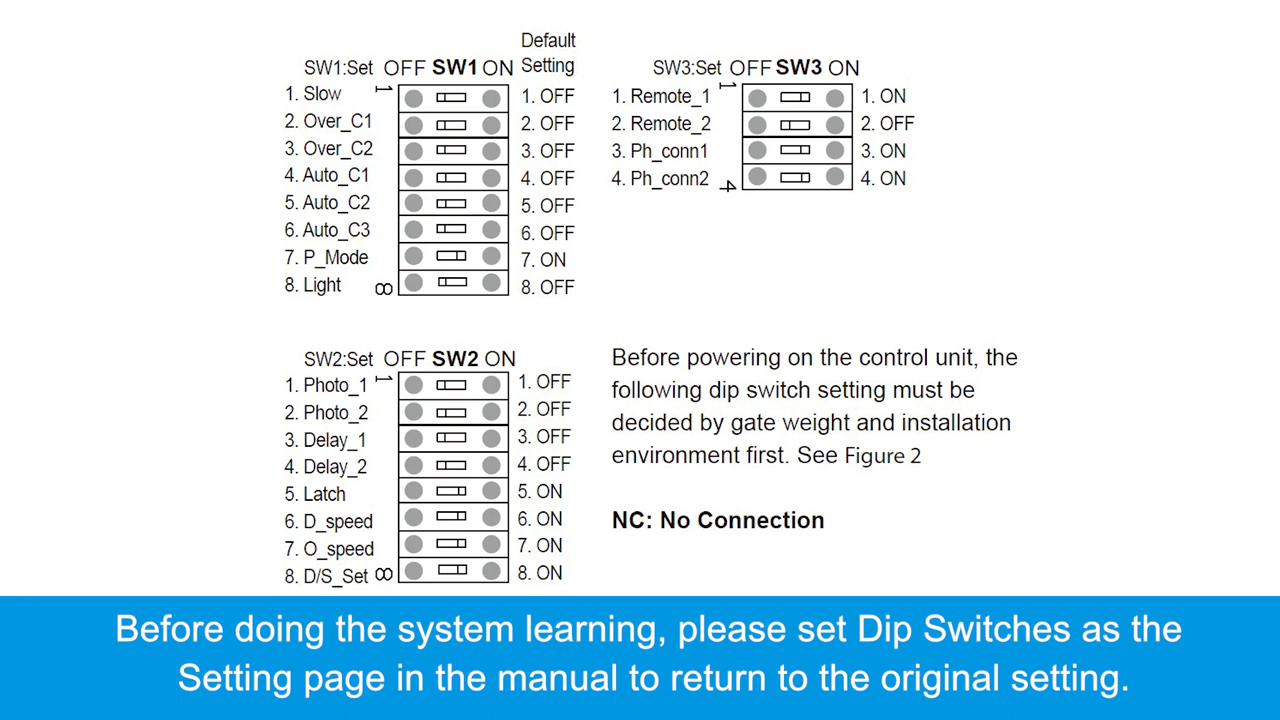 Default
SW1:Set OFF SW1 ON Setting
1. Slow 1 1. OFF
2. Over_C1 2. OFF
3. Over_C2 3. OFF
4. Auto_C1 4. OFF
5. Auto_C2 5. OFF
6. Auto_C3 6. OFF
7. P_Mode 7. ON
8. Light 8 8. OFF
SW3:Set OFF SW3 ON
1. Remote_1 1 1. ON
2. Remote_2 2. OFF
3. Ph_conn1 3. ON
4. Ph_conn2 4 4. ON
SW2:Set OFF SW2 ON
1. Photo_1 1 1. OFF
2. Photo_2 2. OFF
3. Delay_1 3. OFF
4. Delay_2 4. OFF
5. Latch 5. ON
6. D_speed 6. ON
7. O_speed 7. ON
8. D/S_Set 8 8. ON
Before powering on the control unit, the
following dip switch setting must be
decided by gate weight and installation
environment first. See Figure 2
NC: No Connection
Before doing the system learning, please set Dip Switches as the
Setting page in the manual to return to the original setting.